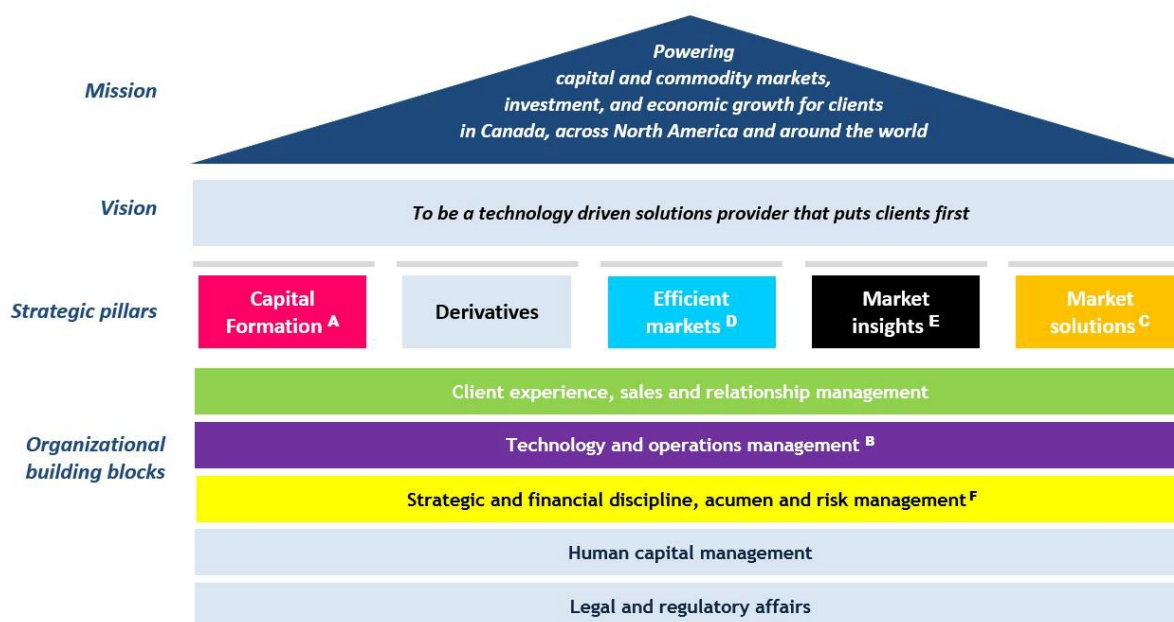 Mission
Powering
capital and commodity markets,
investment, and economic growth for clients
in Canada, across North America and around the world
Vision
To be a technology driven solutions provider that puts clients first
Strategic pillars
Capital
Formation A
Derivatives
Efficient
markets D
Market
insights E
Market
solutions C
Organizational
building blocks
Client experience, sales and relationship management
Technology and operations management B
Strategic and financial discipline, acumen and risk management F
Human capital management
Legal and regulatory affairs